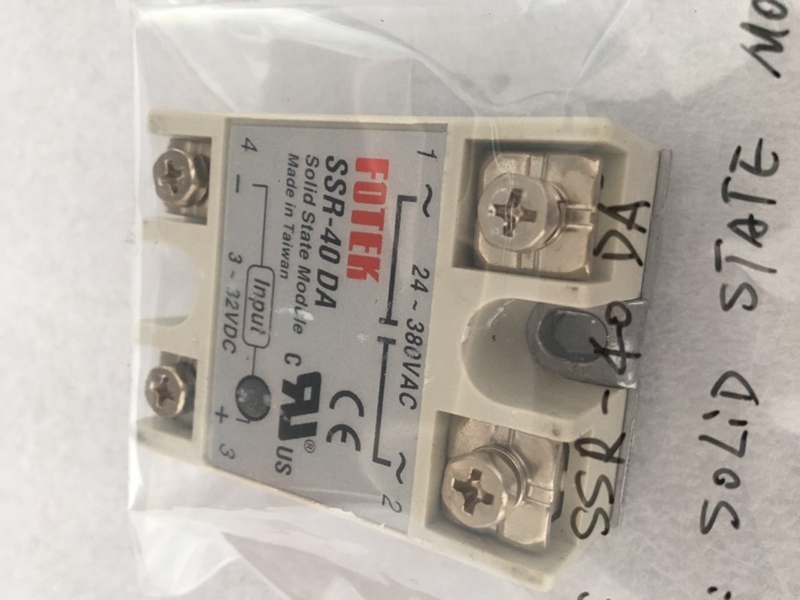 1 ~ 24 ~ 380VAC ~ 2
FOTEK
SSR-40 DA
Solid State Module
Made in Taiwan
CE
C RU® US
4 - Input + 3
3 ~ 32VDC
SSR-40 DA
: SOLID STATE MO